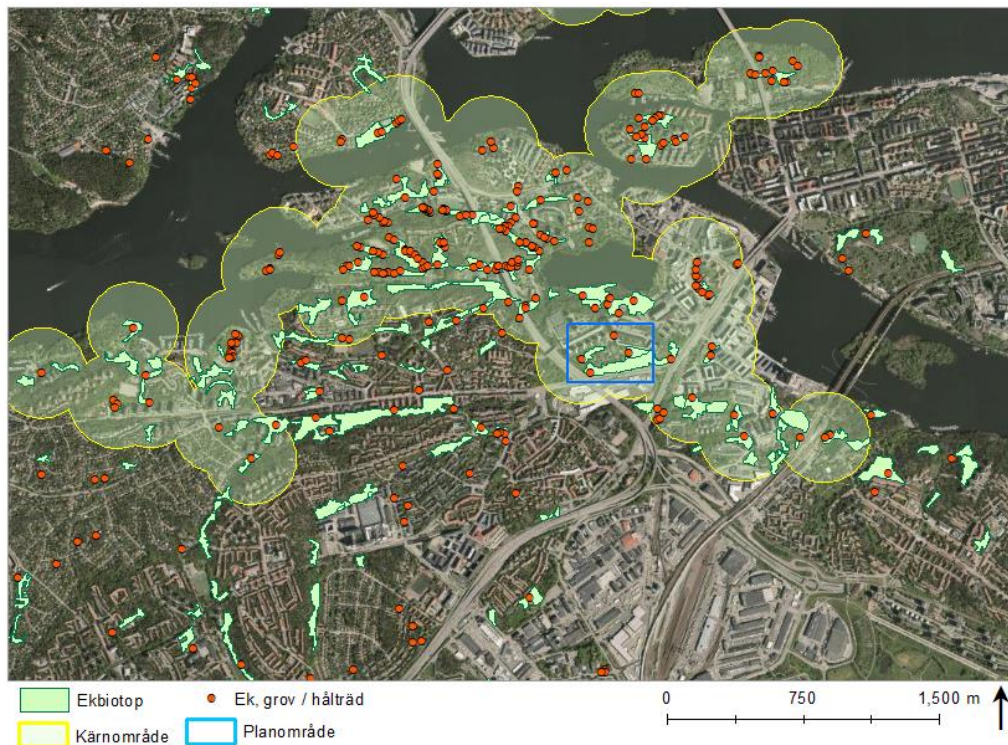 Ekbiotop
Ek, grov / hålträd
Kärnområde
Planområde
0 750 1,500 m